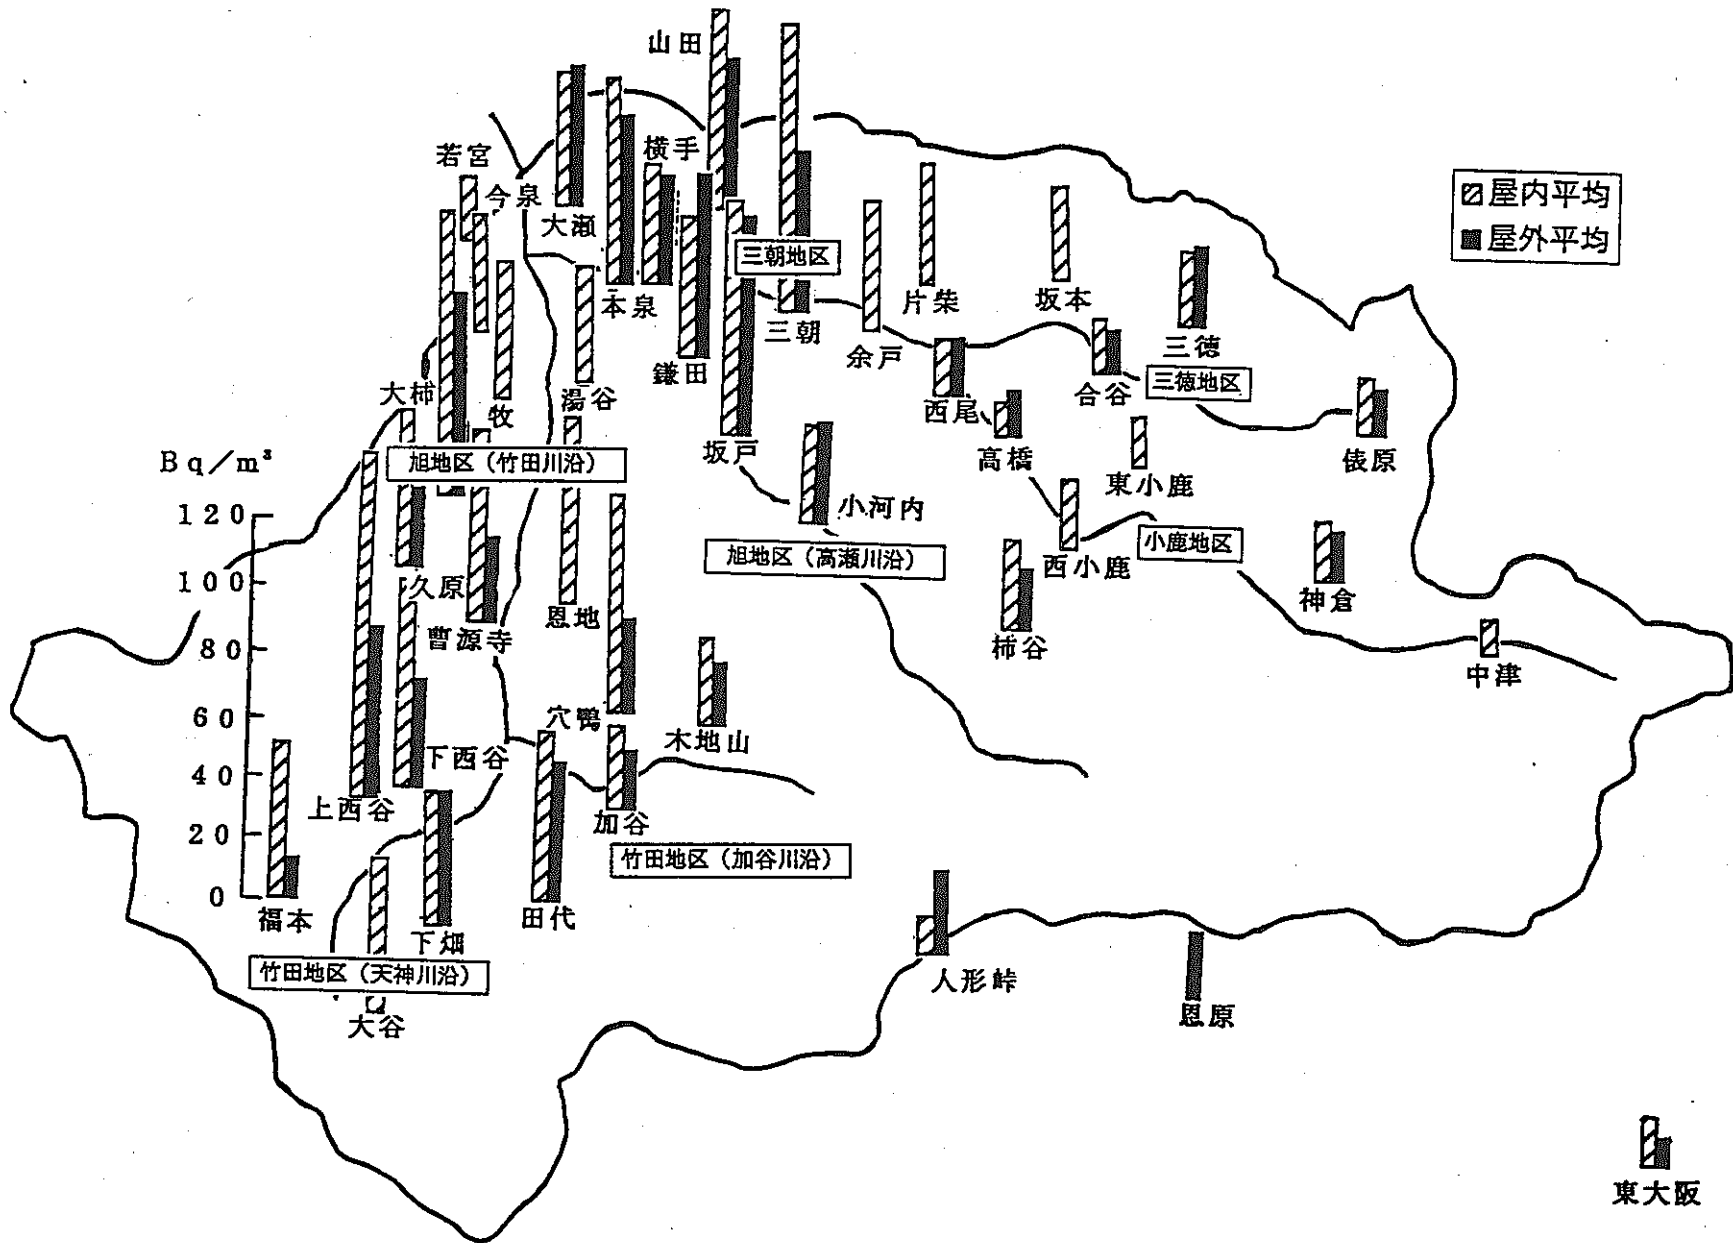 山田
横手
若宮
今泉
大瀬
屋内平均
屋外平均
三朝地区
本泉
三朝
片柴
坂本
余戸
三徳
鎌田
湯谷
大柿
牧
西尾
合谷
三徳地区
坂戸
高橋
俵原
旭地区（竹田川沿）
Bq／m³
東小鹿
小河内
120
旭地区（高瀬川沿）
西小鹿
小鹿地区
100
久原
恩地
神倉
曹源寺
柿谷
80
中津
60
穴鴨
木地山
下西谷
40
上西谷
加谷
20
竹田地区（加谷川沿）
0
福本
下畑
田代
竹田地区（天神川沿）
人形峠
大谷
恩原
東大阪